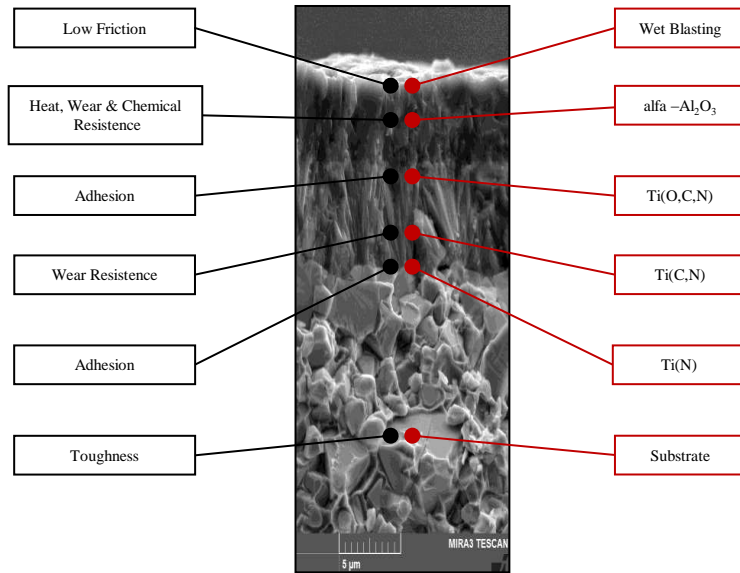 Low Friction
Wet Blasting
Heat, Wear & Chemical
Resistence
alfa –Al₂O₃
Adhesion
Ti(O,C,N)
Wear Resistence
Ti(C,N)
Adhesion
Ti(N)
Toughness
Substrate
MIRA3 TESCAN
5 µm